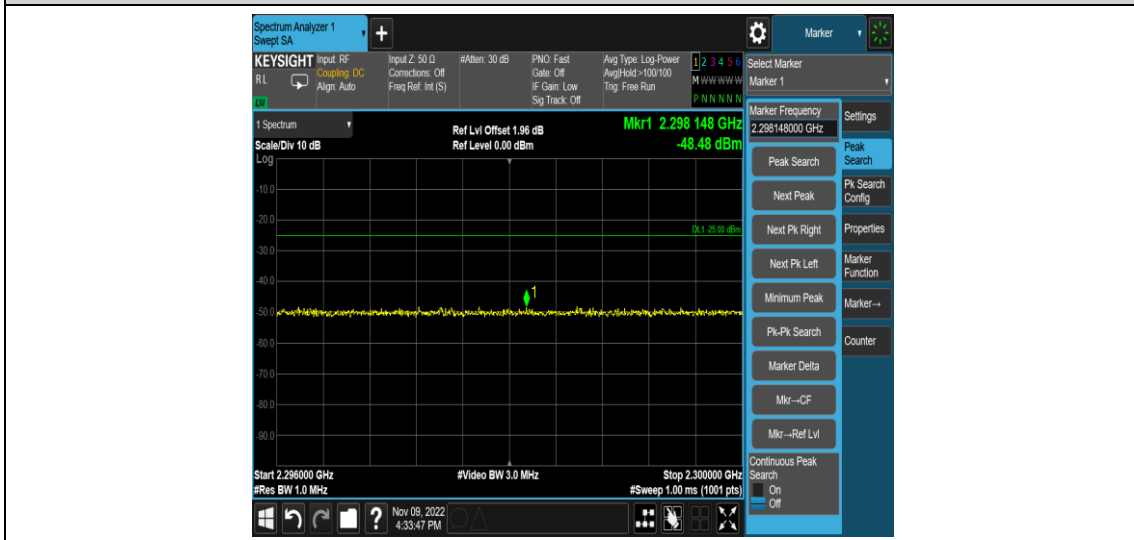 Spectrum Analyzer 1
Swept SA
Marker
KEYSIGHT
RL
LXI
Input: RF
Coupling: DC
Align: Auto
Input Z: 50 Ω
Corrections: Off
Freq Ref: Int (S)
#Atten: 30 dB
PNO: Fast
Gate: Off
IF Gain: Low
Sig Track: Off
Avg Type: Log-Power
Avg|Hold:>100/100
Trig: Free Run
1 2 3 4 5 6
M W W W W W
P N N N N N
Select Marker
Marker 1
1 Spectrum
Scale/Div 10 dB
Log
Ref Lvl Offset 1.96 dB
Ref Level 0.00 dBm
Mkr1 2.298 148 GHz
-48.48 dBm
-10.0
-20.0
DL1 -25.00 dBm
-30.0
-40.0
1
-50.0
-60.0
-70.0
-80.0
-90.0
Start 2.296000 GHz
#Res BW 1.0 MHz
#Video BW 3.0 MHz
Stop 2.300000 GHz
#Sweep 1.00 ms (1001 pts)
Marker Frequency
2.298148000 GHz
Peak Search
Next Peak
Next Pk Right
Next Pk Left
Minimum Peak
Pk-Pk Search
Marker Delta
Mkr→CF
Mkr→Ref Lvl
Continuous Peak
Search
On
Off
Settings
Peak
Search
Pk Search
Config
Properties
Marker
Function
Marker→
Counter
?
Nov 09, 2022
4:33:47 PM